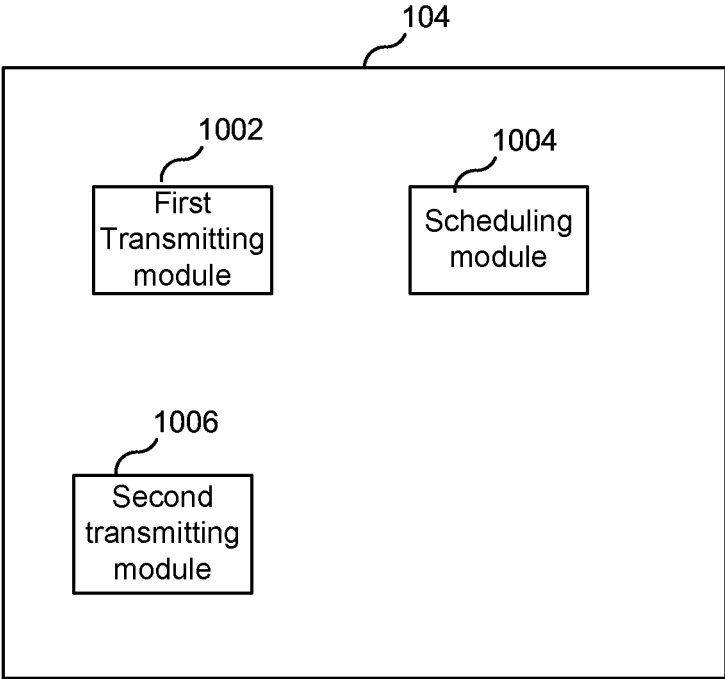 104
1002
1004
First
Transmitting
module
Scheduling
module
1006
Second
transmitting
module